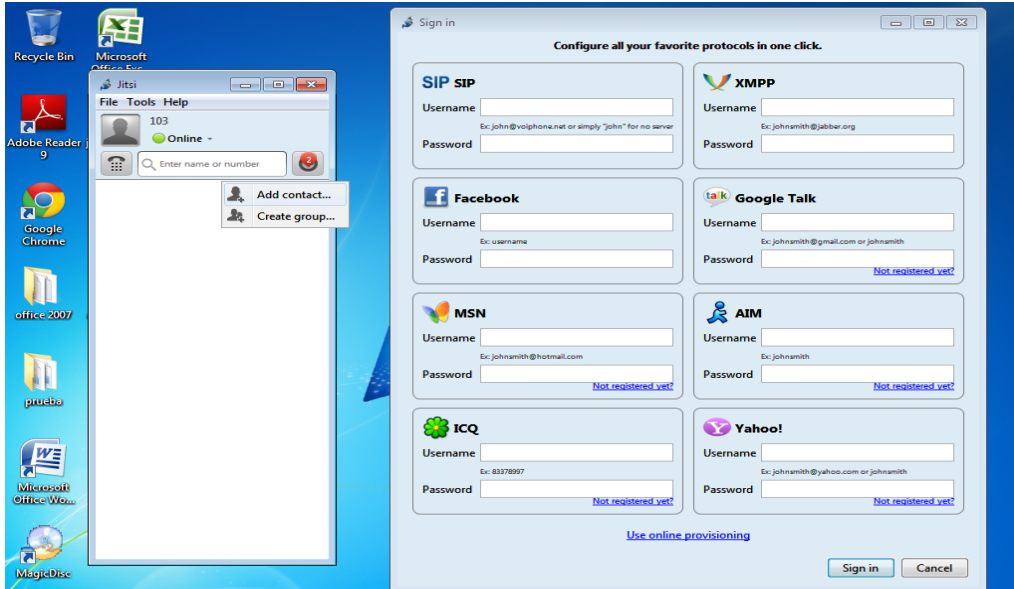 Recycle Bin
Microsoft
Office Exc...
Adobe Reader
9
Google
Chrome
office 2007
prueba
Microsoft
Office Wo...
MagicDisc
Jitsi
File Tools Help
103
Online
Enter name or number
2
Add contact...
Create group...
Sign in
Configure all your favorite protocols in one click.
SIP SIP
Username
Ex: john@voiphone.net or simply "john" for no server
Password
XMPP
Username
Ex: johnsmith@jabber.org
Password
Facebook
Username
Ex: username
Password
talk Google Talk
Username
Ex: johnsmith@gmail.com or johnsmith
Password
Not registered yet?
MSN
Username
Ex: johnsmith@hotmail.com
Password
Not registered yet?
AIM
Username
Ex: johnsmith
Password
Not registered yet?
ICQ
Username
Ex: 83378997
Password
Not registered yet?
Yahoo!
Username
Ex: johnsmith@yahoo.com or johnsmith
Password
Not registered yet?
Use online provisioning
Sign in
Cancel